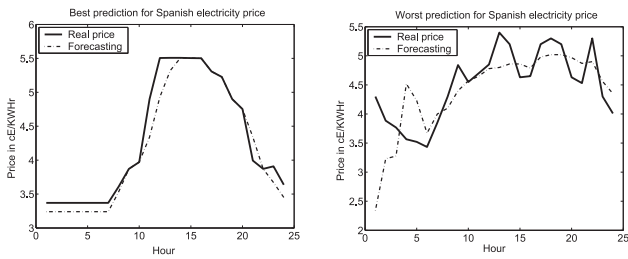 Best prediction for Spanish electricity price
Real price
Forecasting
Price in cE/KWHr
6
5.5
5
4.5
4
3.5
3
0
5
10
15
20
25
Hour
Worst prediction for Spanish electricity price
Real price
Forecasting
Price in cE/KWHr
5.5
5
4.5
4
3.5
3
2.5
2
0
5
10
15
20
25
Hour